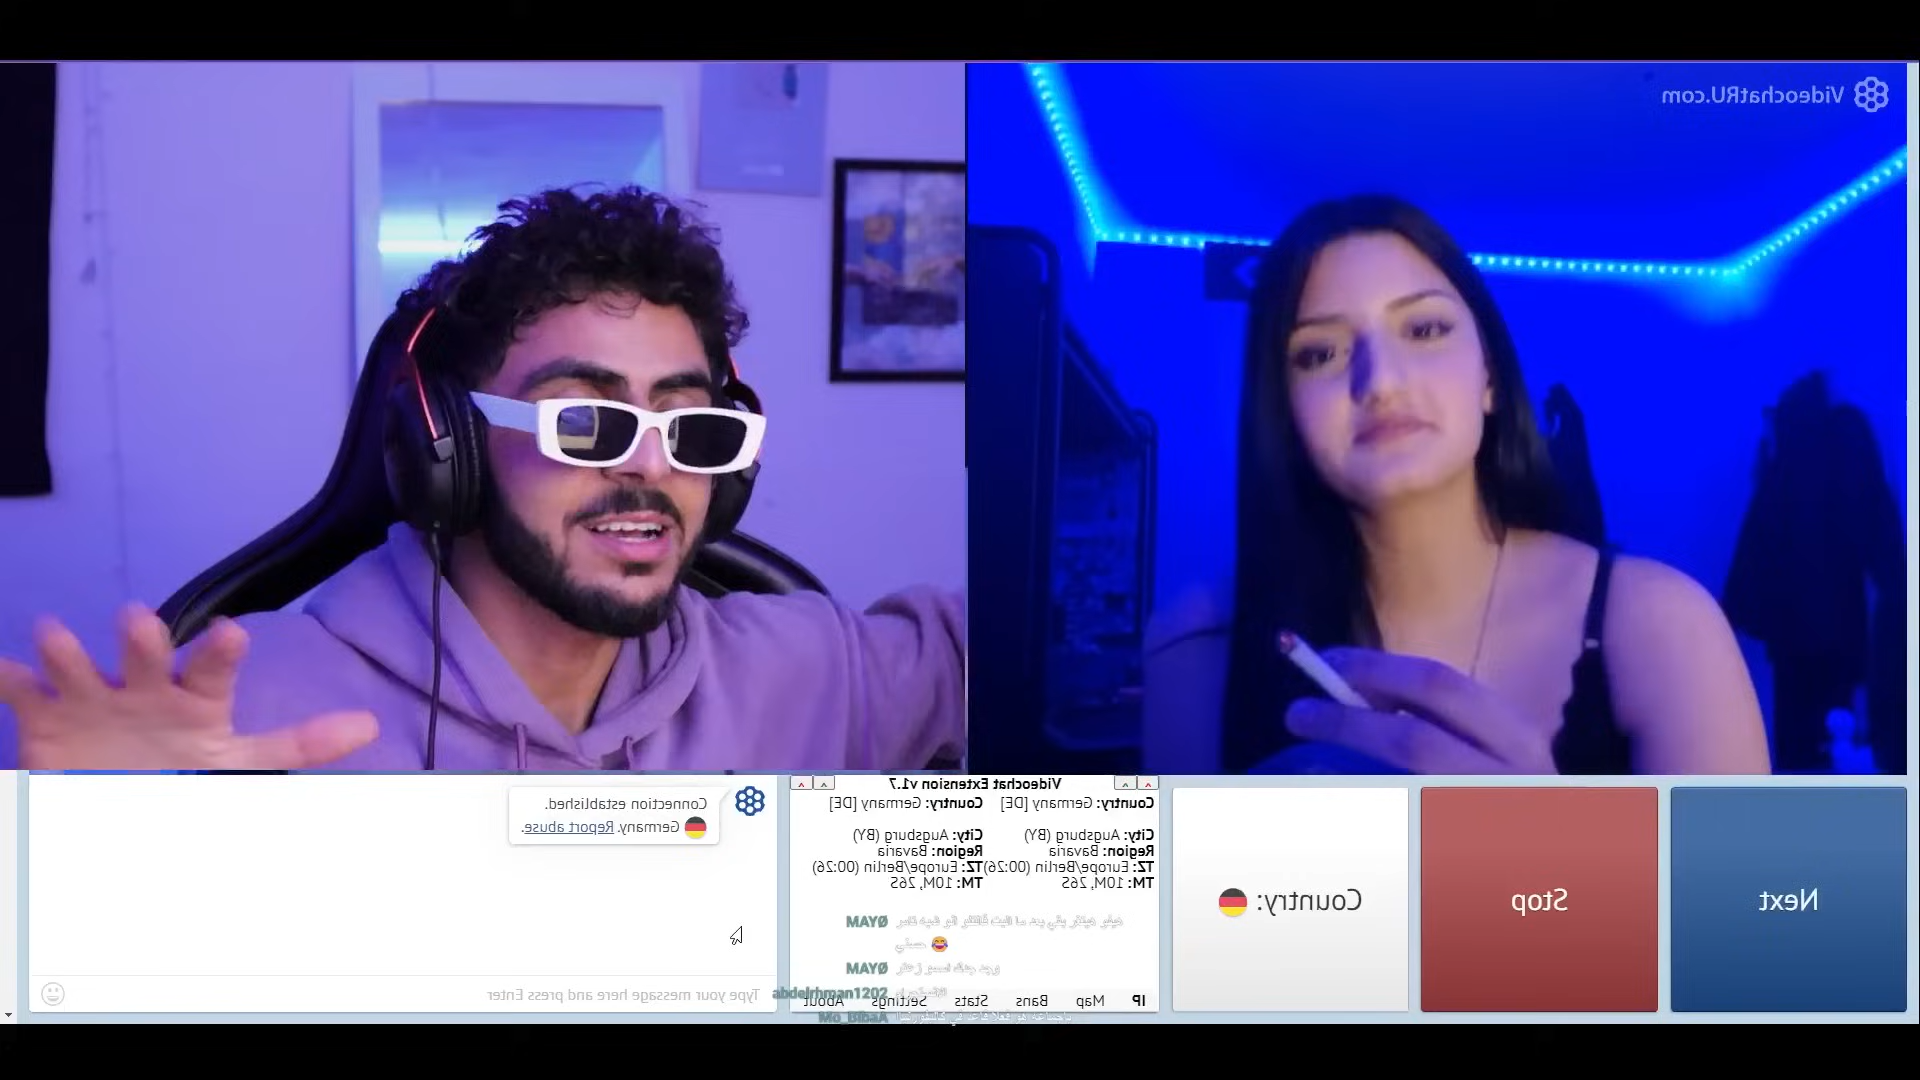 VideochatRU.com
Connection established.
Germany. Report abuse.
Type your message here and press Enter
Videochat Extension v1.7
Country: Germany [DE]
City: Augsburg (BY)
Region: Bavaria
TZ: Europe/Berlin (00:26)
TM: 10M, 26S
Country: Germany [DE]
City: Augsburg (BY)
Region: Bavaria
TZ: Europe/Berlin (00:26)
TM: 10M, 26S
IP Map Bans Stats Settings About
MAYØ
MAYØ
abdelrhman1202
Mo_DibaA
Country:
Stop
Next